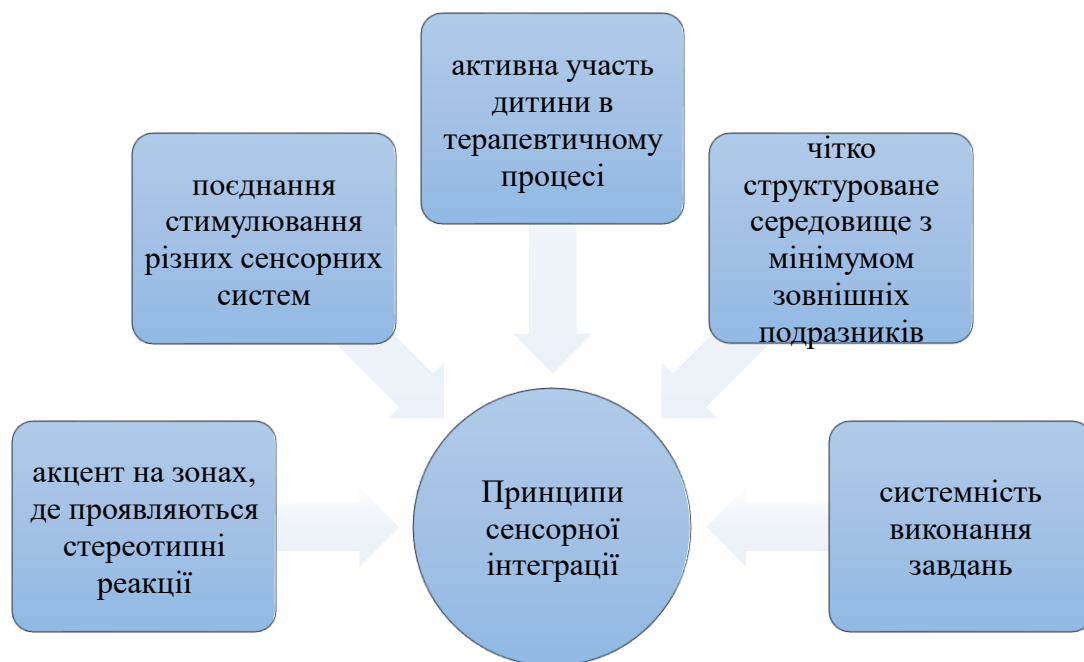 активна участь
дитини в
терапевтичному
процесі
поєднання
стимулювання
різних сенсорних
систем
чітко
структуроване
середовище з
мінімумом
зовнішніх
подразників
акцент на зонах,
де проявляються
стереотипні
реакції
Принципи
сенсорної
інтеграції
системність
виконання
завдань